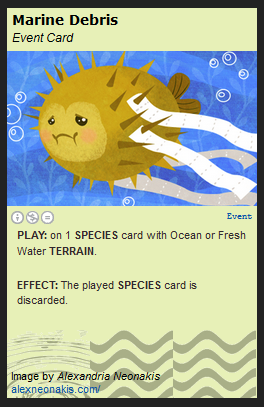 Marine Debris
Event Card
Event
PLAY: on 1 SPECIES card with Ocean or Fresh
Water TERRAIN.
EFFECT: The played SPECIES card is
discarded.
Image by Alexandria Neonakis
alexneonakis.com/